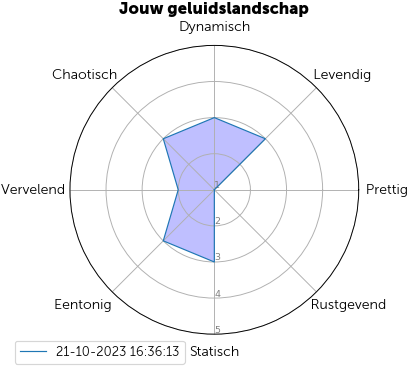 Jouw geluidslandschap
Dynamisch
Chaotisch
Levendig
Vervelend
Prettig
1
2
3
4
5
Eentonig
Rustgevend
21-10-2023 16:36:13
Statisch